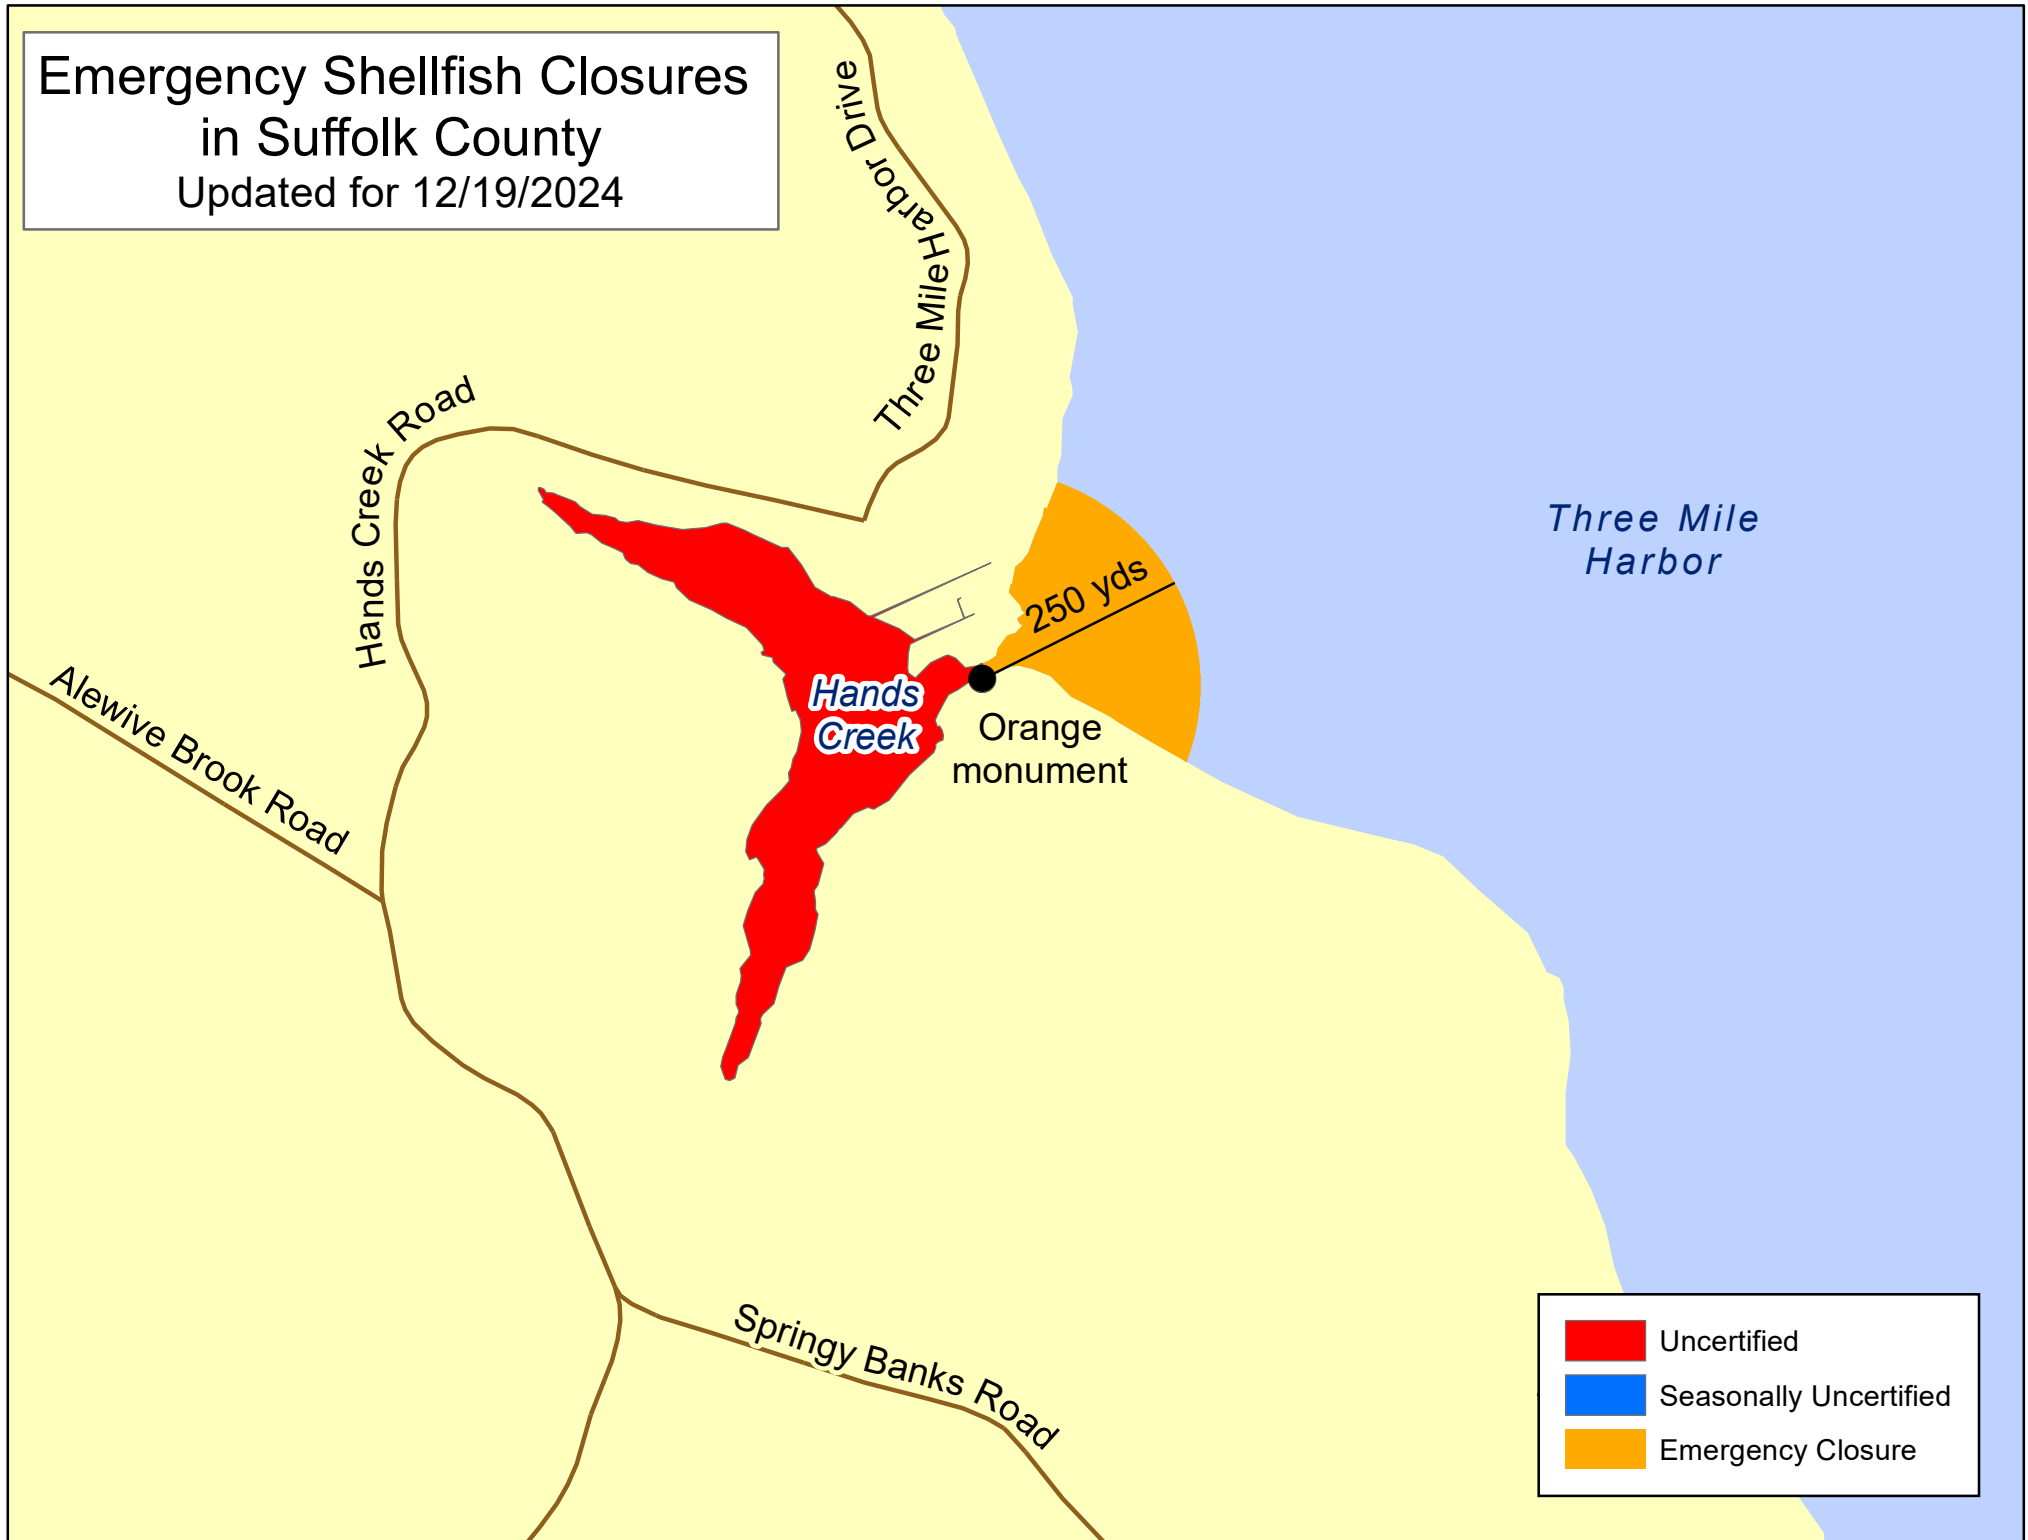 Emergency Shellfish Closures
in Suffolk County
Updated for 12/19/2024
Three Mile Harbor Drive
Hands Creek Road
Three Mile
Harbor
250 yds
Alewive Brook Road
Hands
Creek
Orange
monument
Springy Banks Road
Uncertified
Seasonally Uncertified
Emergency Closure